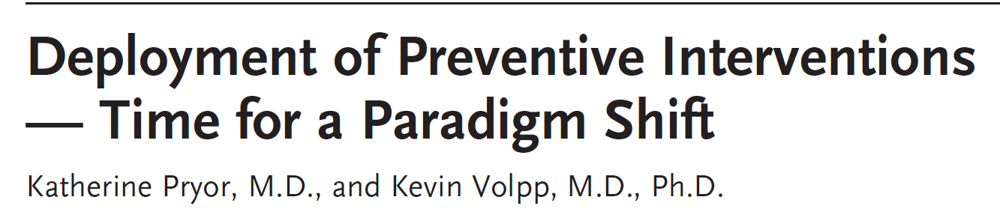 Deployment of Preventive Interventions
— Time for a Paradigm Shift
Katherine Pryor, M.D., and Kevin Volpp, M.D., Ph.D.